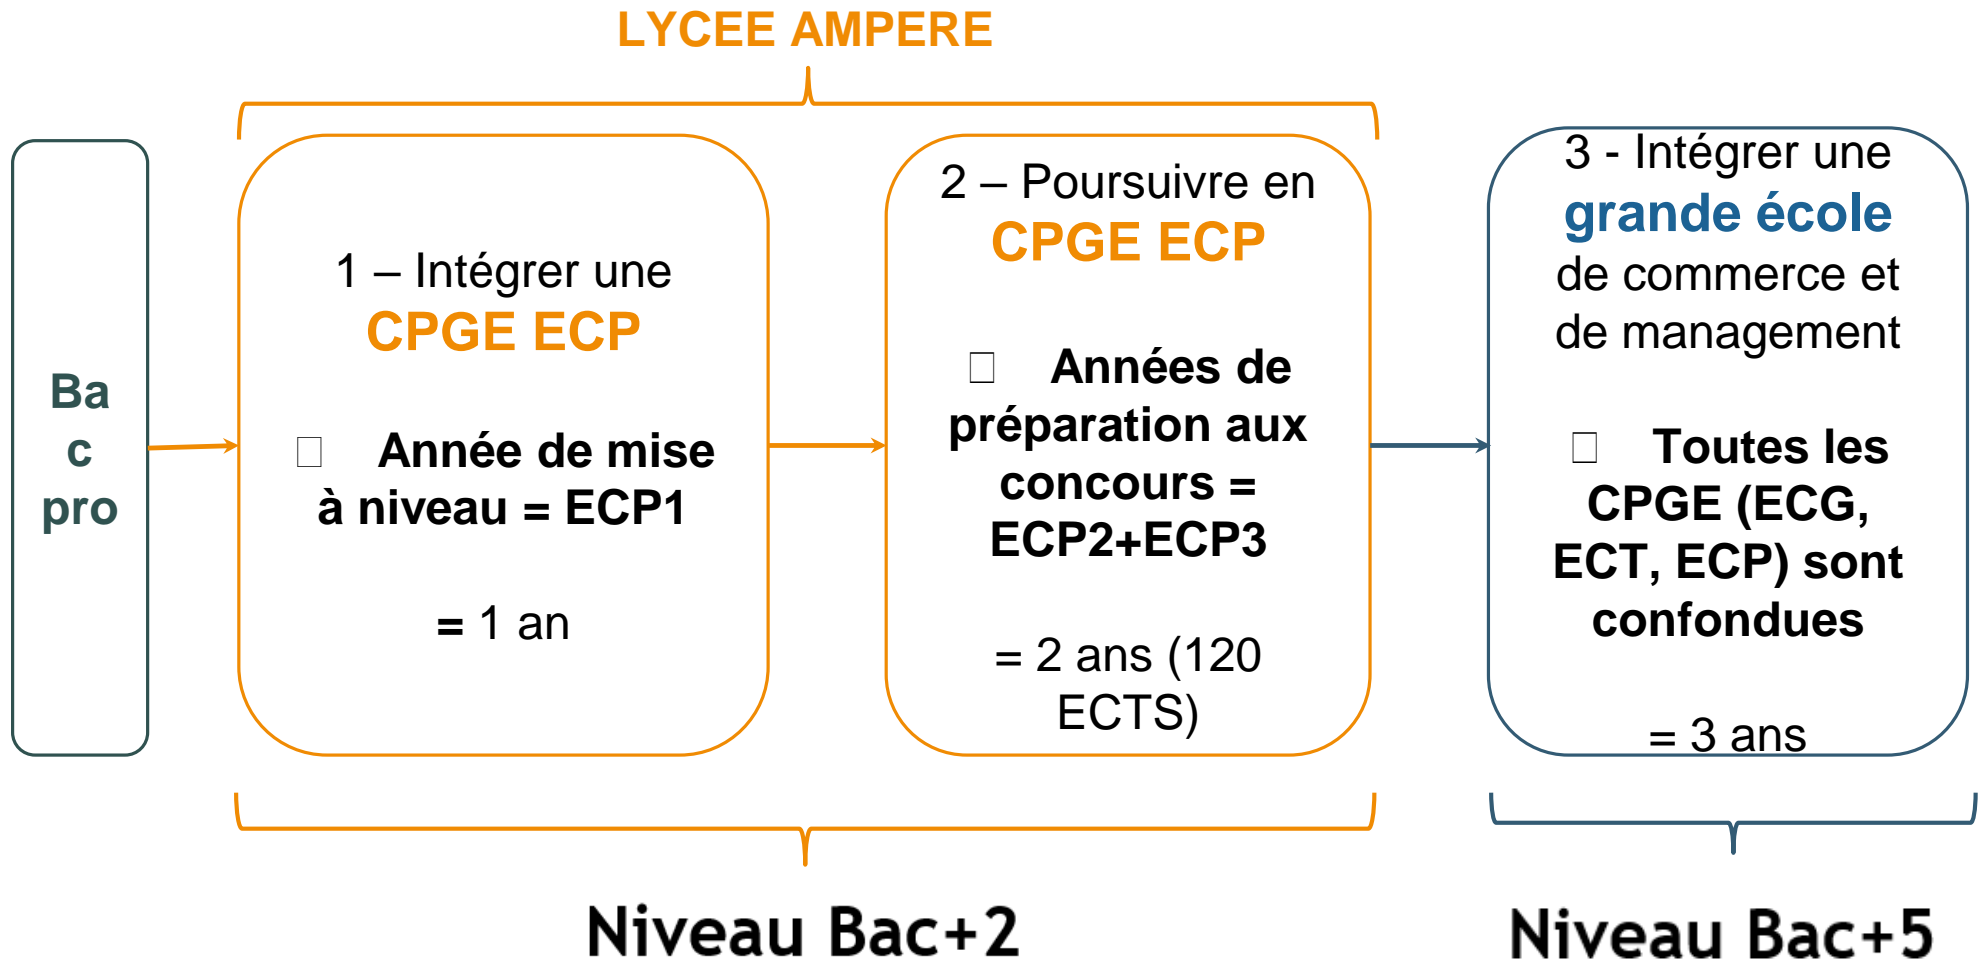 LYCEE AMPERE
Ba
c
pro
1 – Intégrer une
CPGE ECP
Année de mise
à niveau = ECP1
= 1 an
2 – Poursuivre en
CPGE ECP
Années de
préparation aux
concours =
ECP2+ECP3
= 2 ans (120
ECTS)
3 - Intégrer une
grande école
de commerce et
de management
Toutes les
CPGE (ECG,
ECT, ECP) sont
confondues
= 3 ans
Niveau Bac+2
Niveau Bac+5